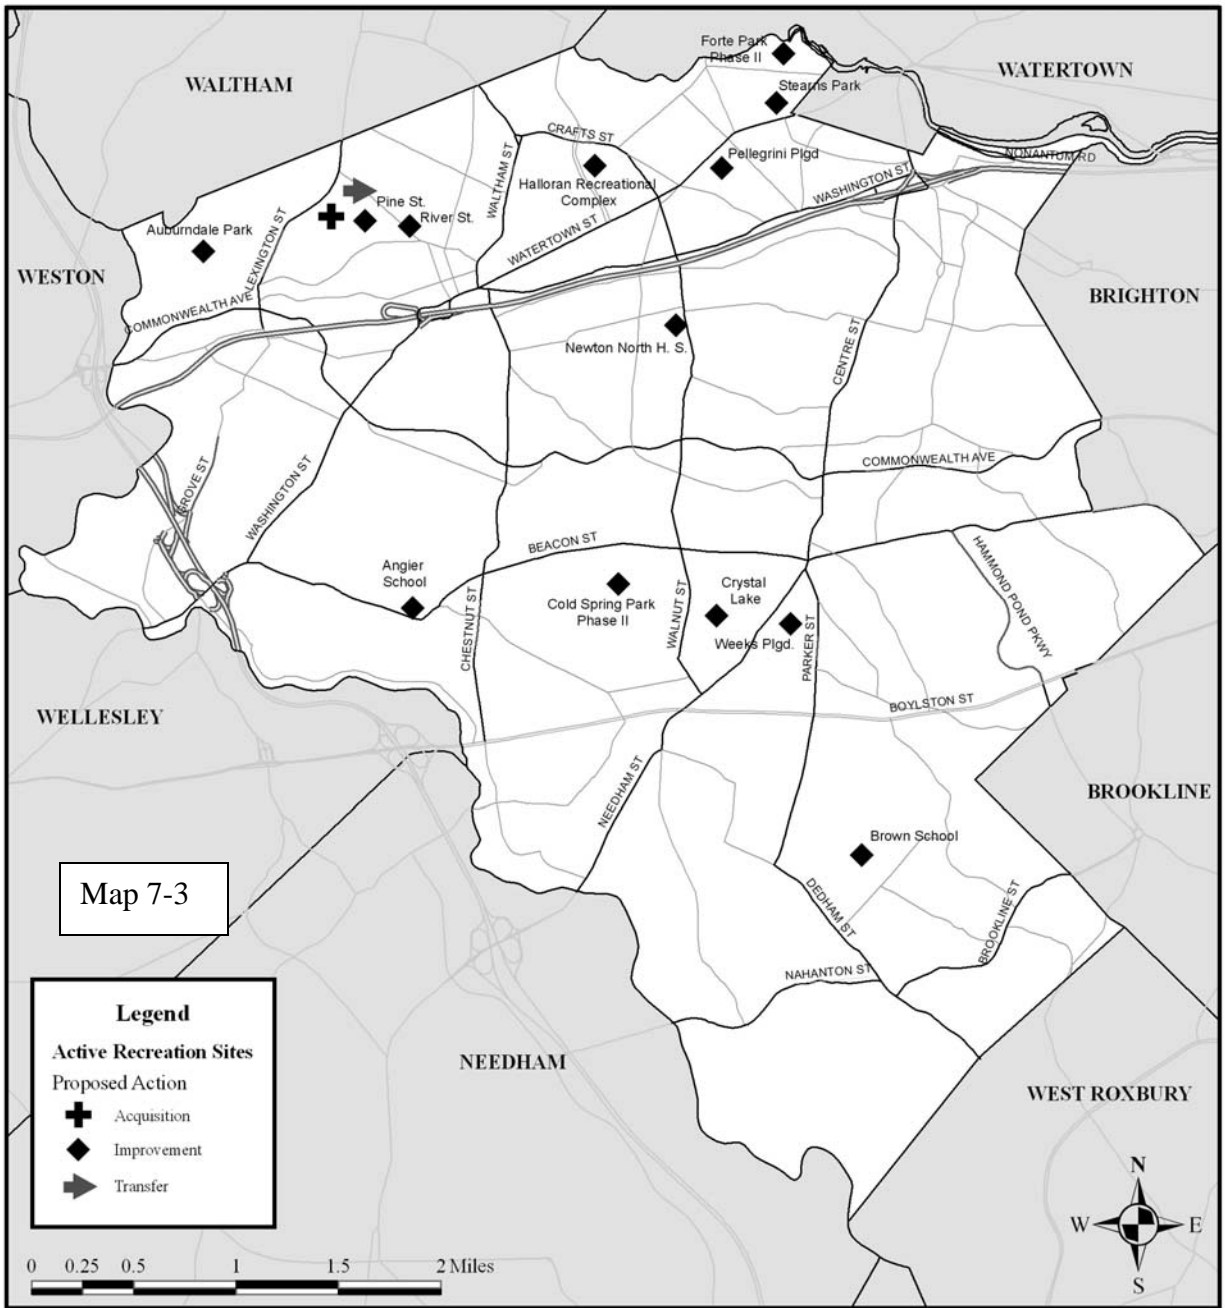 WALTHAM
WATERTOWN
Forte Park
Phase II
Stearns Park
CRAFTS ST
NONANTUM RD
Pellegrini Plgd
WALTHAM ST
Halloran Recreational
Complex
WASHINGTON ST
Pine St.
River St.
Auburndale Park
LEXINGTON ST
WATERTOWN ST
WESTON
BRIGHTON
COMMONWEALTH AVE
Newton North H. S.
CENTRE ST
COMMONWEALTH AVE
GROVE ST
WASHINGTON ST
BEACON ST
HAMMOND POND PKWY
Angier
School
CHESTNUT ST
Cold Spring Park
Phase II
WALNUT ST
Crystal
Lake
Weeks Plgd.
PARKER ST
BOYLSTON ST
WELLESLEY
NEEDHAM ST
BROOKLINE
Brown School
Map 7-3
DEDHAM ST
BROOKLINE ST
NAHANTON ST
NEEDHAM
WEST ROXBURY
Legend
Active Recreation Sites
Proposed Action
Acquisition
Improvement
Transfer
N
W
E
S
0 0.25 0.5 1 1.5 2 Miles